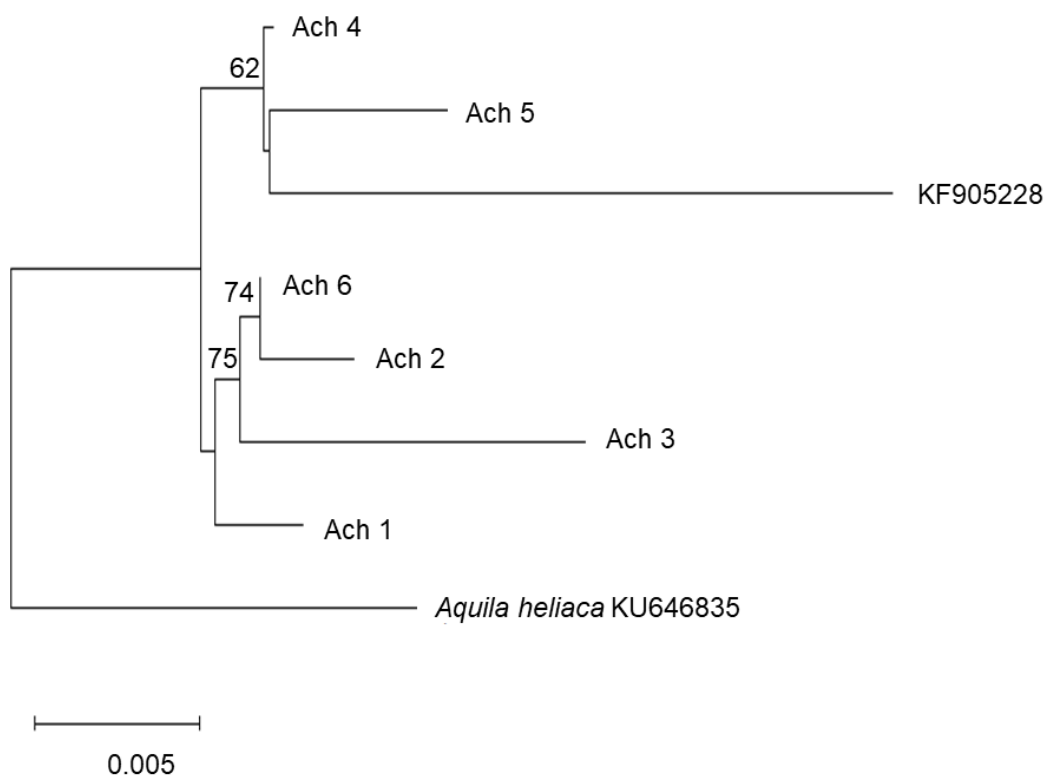 Ach 4
62
Ach 5
KF905228
Ach 6
74
Ach 2
75
Ach 3
Ach 1
Aquila heliaca KU646835
0.005